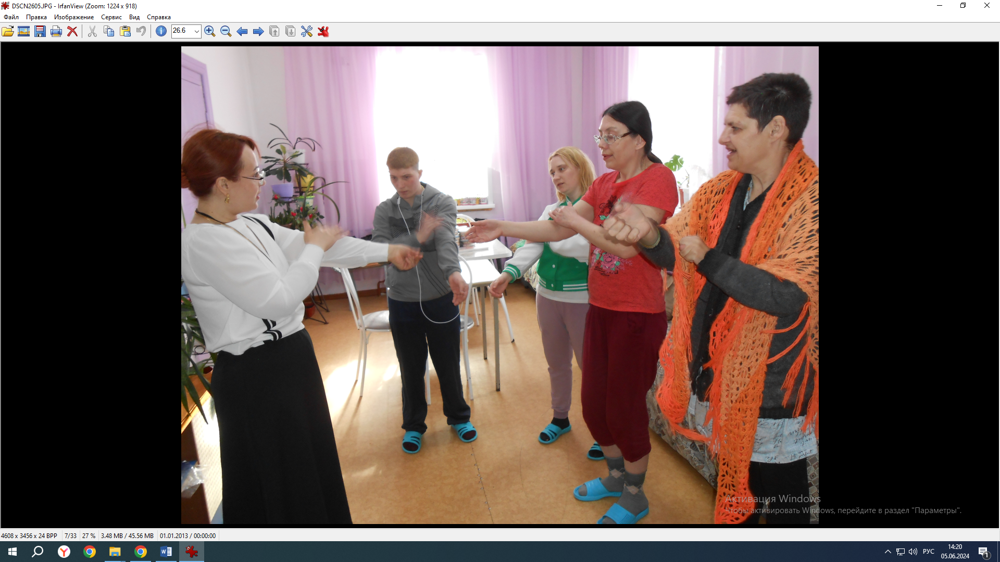 DSCN2605.JPG - IrfanView (Zoom: 1224 x 918)
Файл Правка Изображение Сервис Вид Справка
26.6
Активация Windows
Чтобы активировать Windows, перейдите в раздел "Параметры".
4608 x 3456 x 24 BPP 7/33 27 % 3.48 MB / 45.56 MB 01.01.2013 / 00:00:00
РУС
14:20
05.06.2024
1